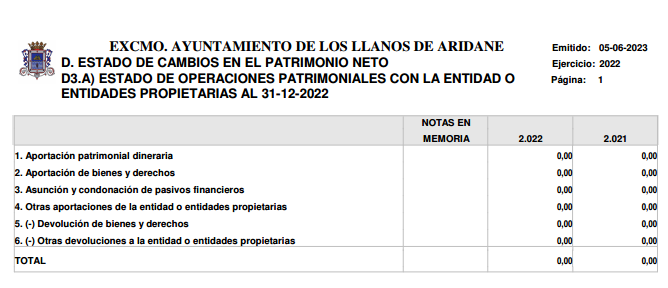 EXCMO. AYUNTAMIENTO DE LOS LLANOS DE ARIDANE
Emitido: 05-06-2023
D. ESTADO DE CAMBIOS EN EL PATRIMONIO NETO
Ejercicio: 2022
D3.A) ESTADO DE OPERACIONES PATRIMONIALES CON LA ENTIDAD O
Página: 1
ENTIDADES PROPIETARIAS AL 31-12-2022
NOTAS EN
MEMORIA 2.022 2.021
1. Aportación patrimonial dineraria 0,00 0,00
2. Aportación de bienes y derechos 0,00 0,00
3. Asunción y condonación de pasivos financieros 0,00 0,00
4. Otras aportaciones de la entidad o entidades propietarias 0,00 0,00
5. (-) Devolución de bienes y derechos 0,00 0,00
6. (-) Otras devoluciones a la entidad o entidades propietarias 0,00 0,00
TOTAL 0,00 0,00